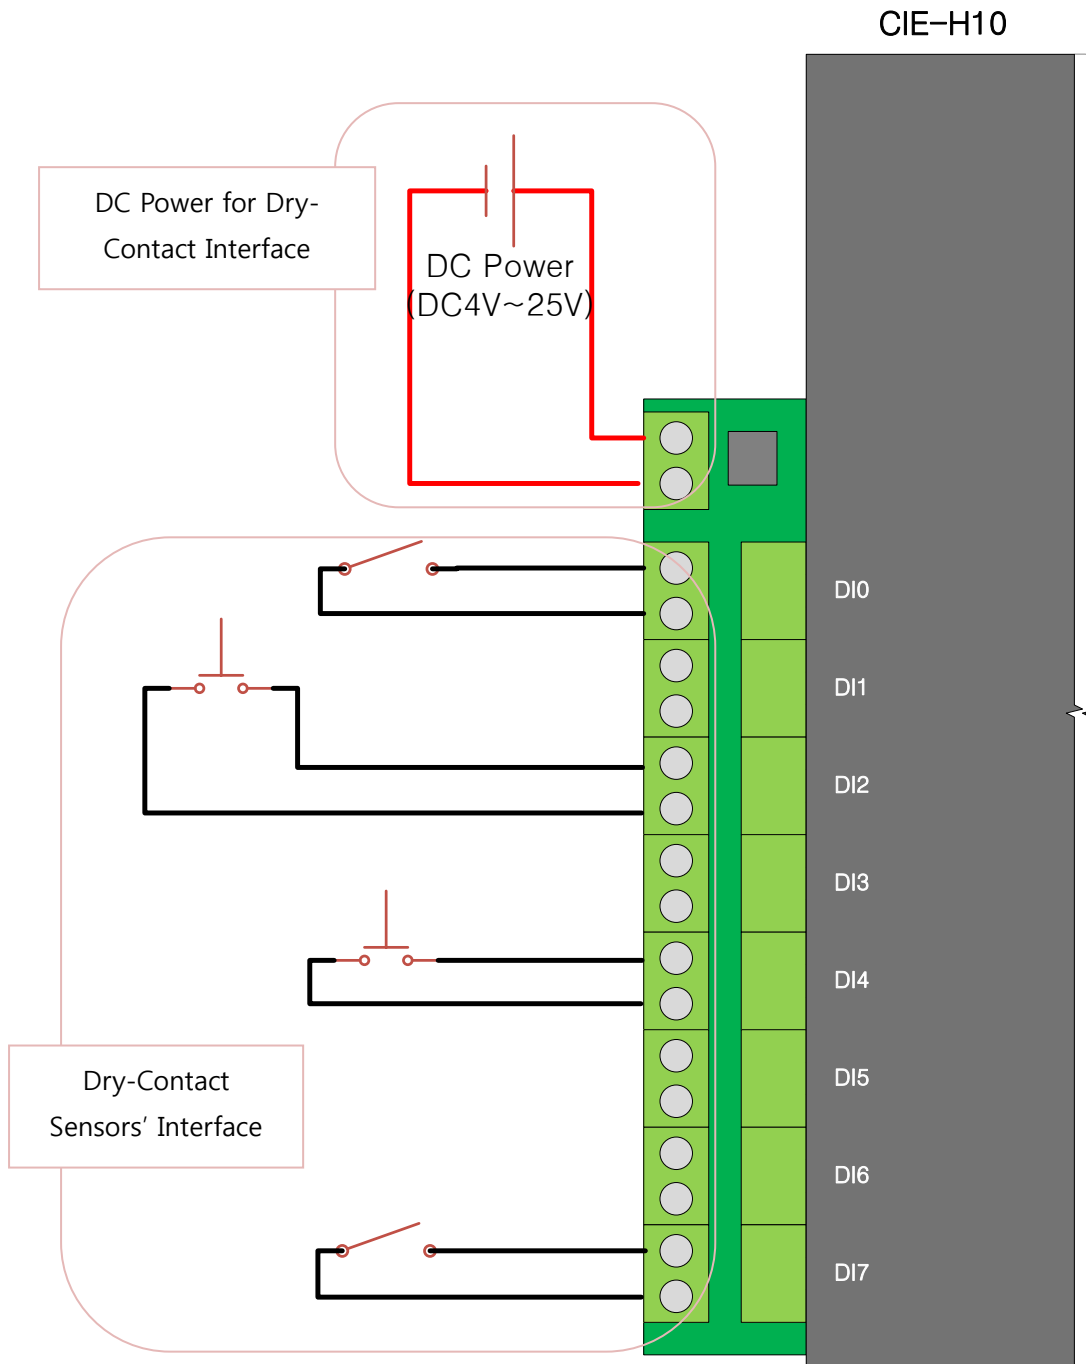 CIE-H10
DC Power for Dry-
Contact Interface
DC Power
(DC4V~25V)
DI0
DI1
DI2
DI3
DI4
DI5
DI6
DI7
Dry-Contact
Sensors' Interface